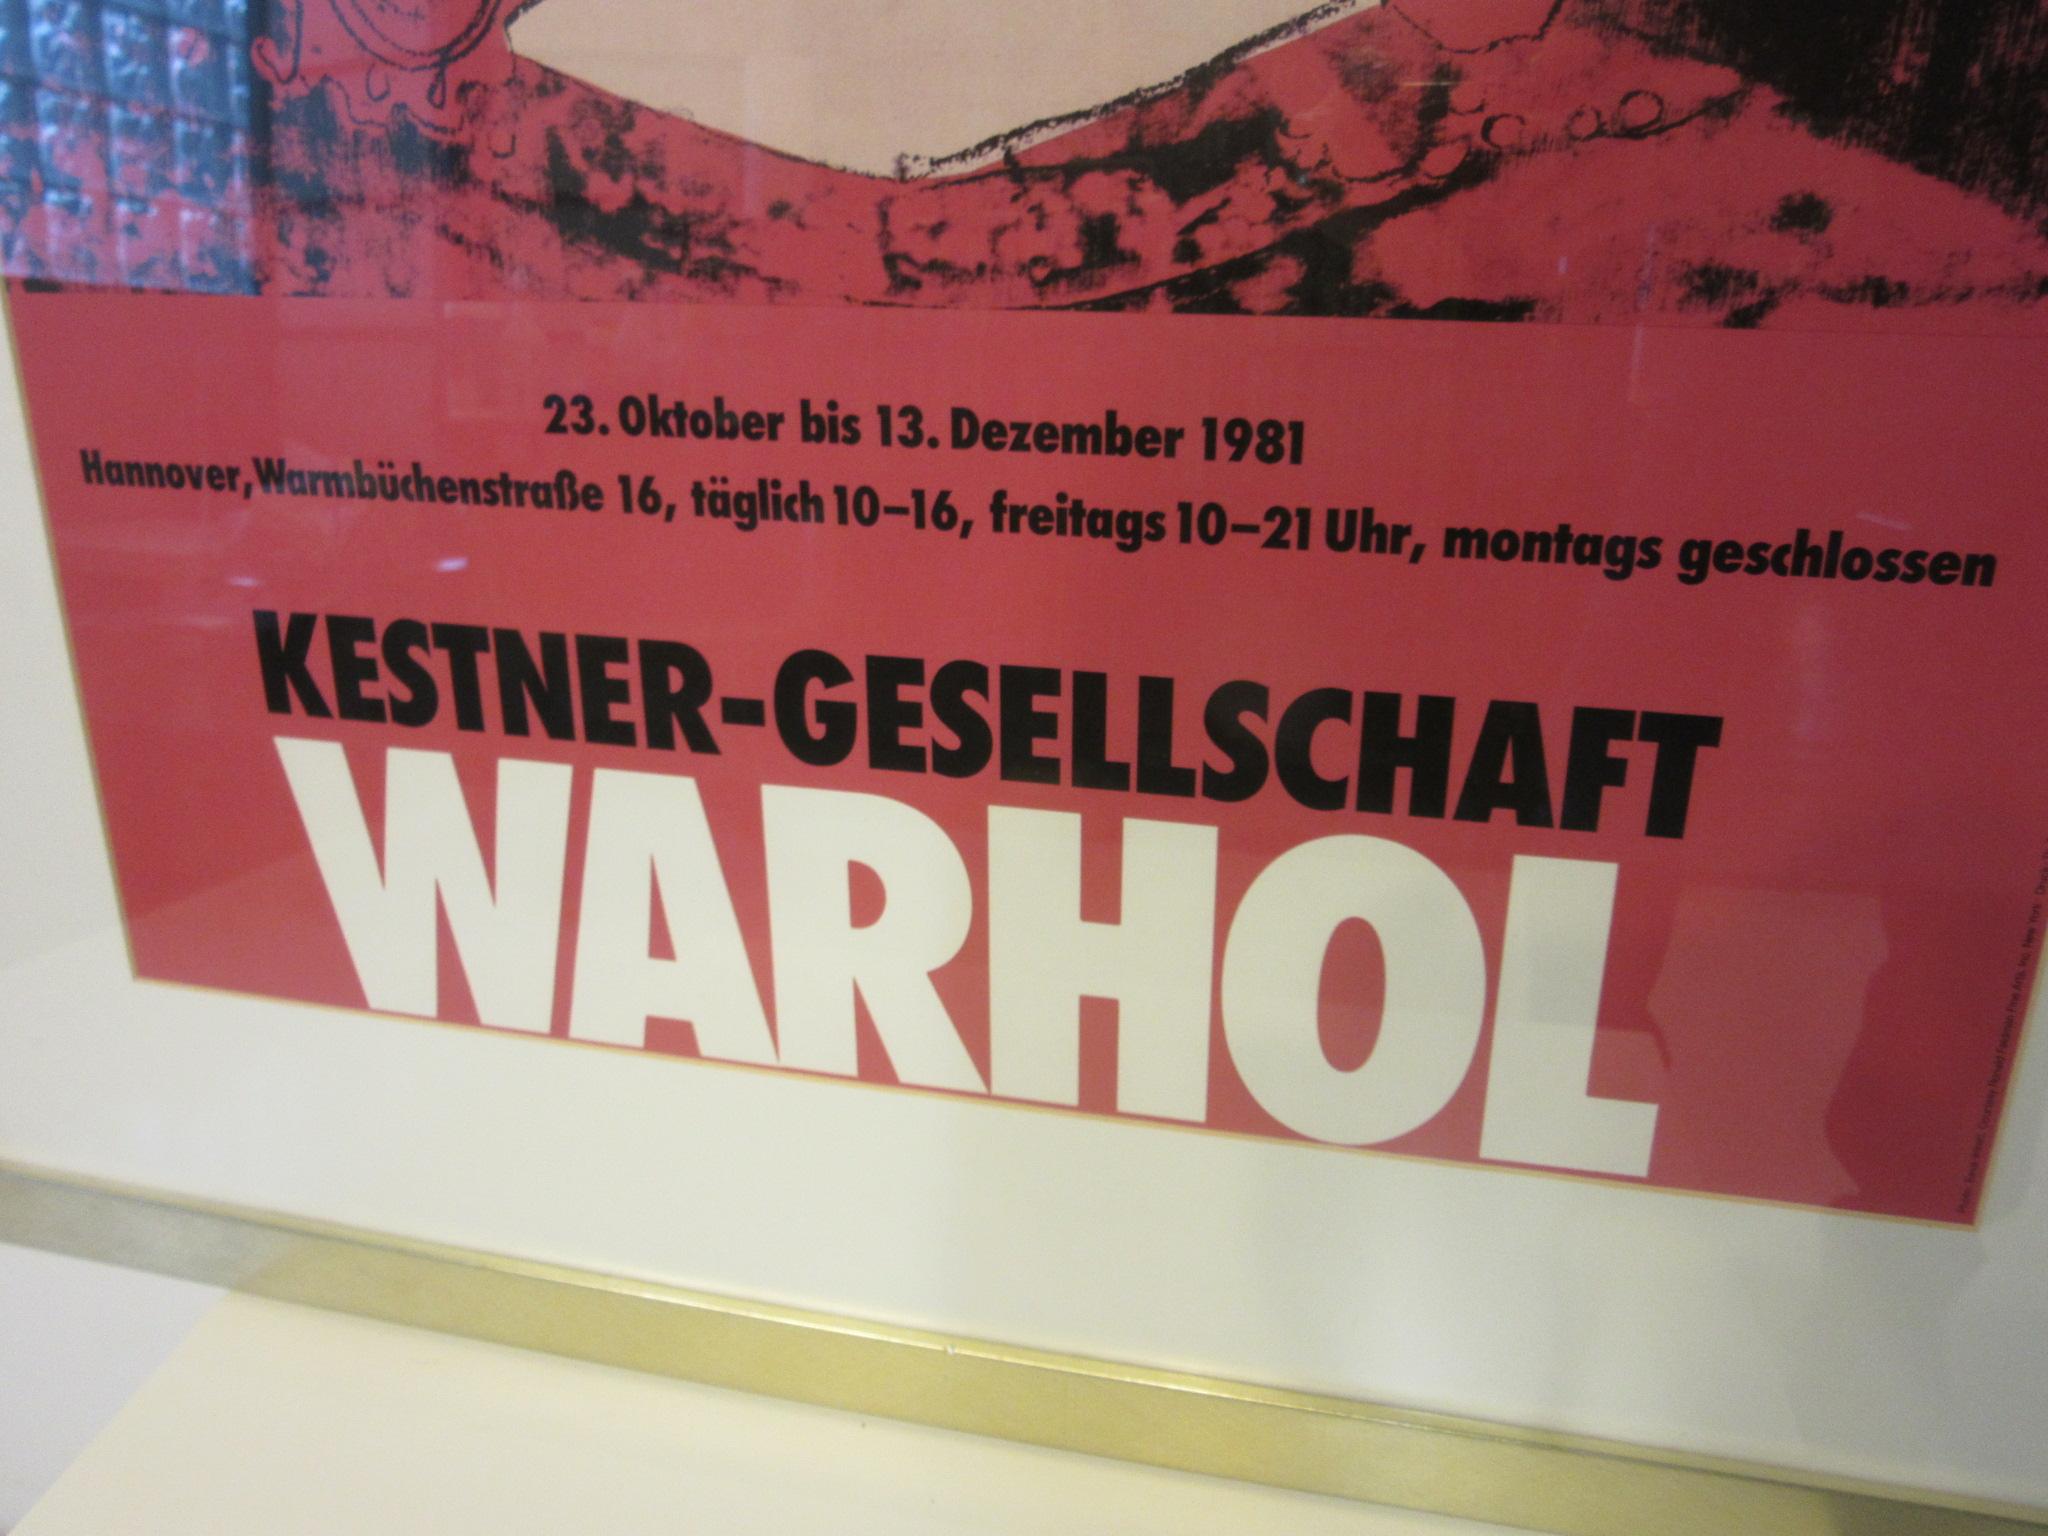 23. Oktober bis 13. Dezember 1981
Hannover, Warmbüchenstraße 16, täglich 10–16, freitags 10–21 Uhr, montags geschlossen
KESTNER-GESELLSCHAFT
WARHOL